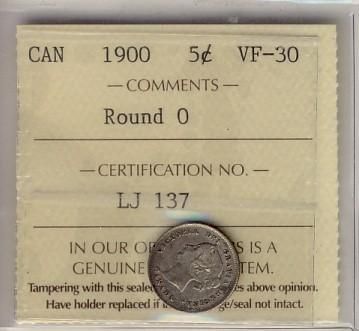 CAN 1900 5¢ VF-30
— COMMENTS —
Round O
— CERTIFICATION NO. —
LJ 137
IN OUR IS A
GENUINE
Tampering with this above opinion.
Have holder replaced if seal not intact.